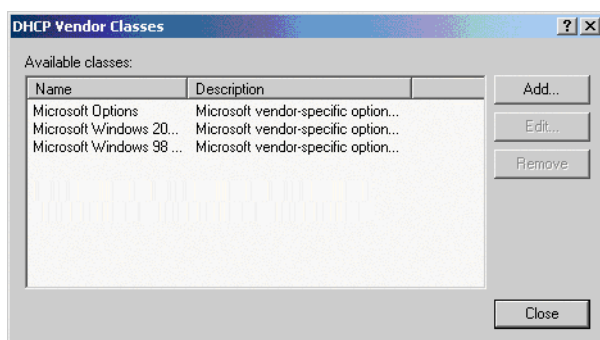 DHCP Vendor Classes
Available classes:
Name Description
Add...
Microsoft Options Microsoft vendor-specific option...
Microsoft Windows 20... Microsoft vendor-specific option...
Edit...
Microsoft Windows 98 ... Microsoft vendor-specific option...
Remove
Close